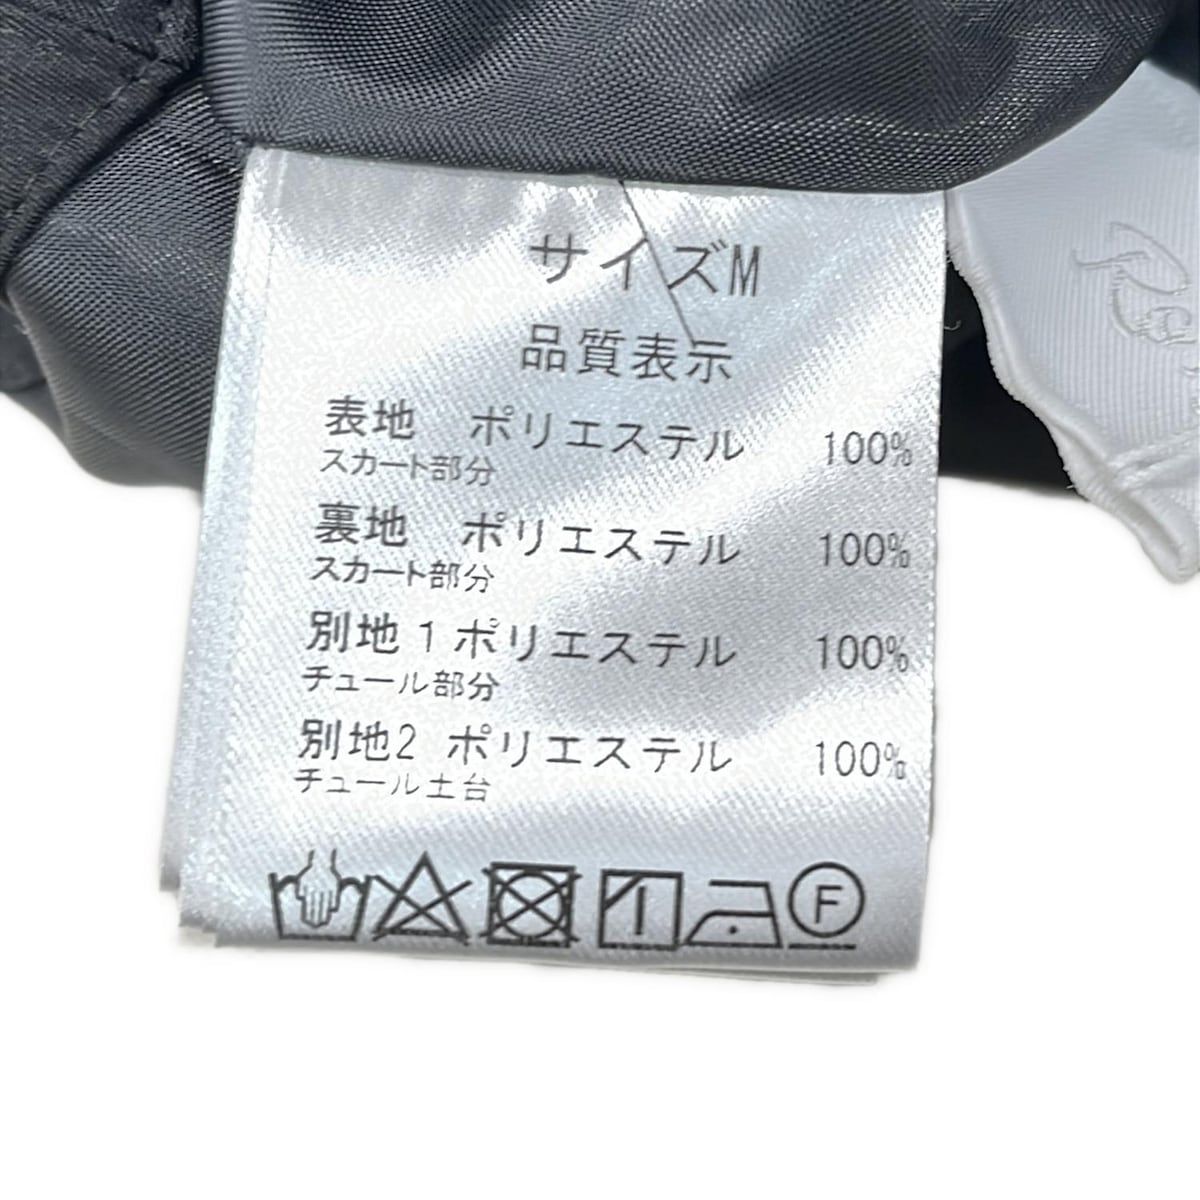 サイズM
品質表示
表地 ポリエステル 100%
スカート部分
裏地 ポリエステル 100%
スカート部分
別地1 ポリエステル 100%
チュール部分
別地2 ポリエステル 100%
チュール土台
F